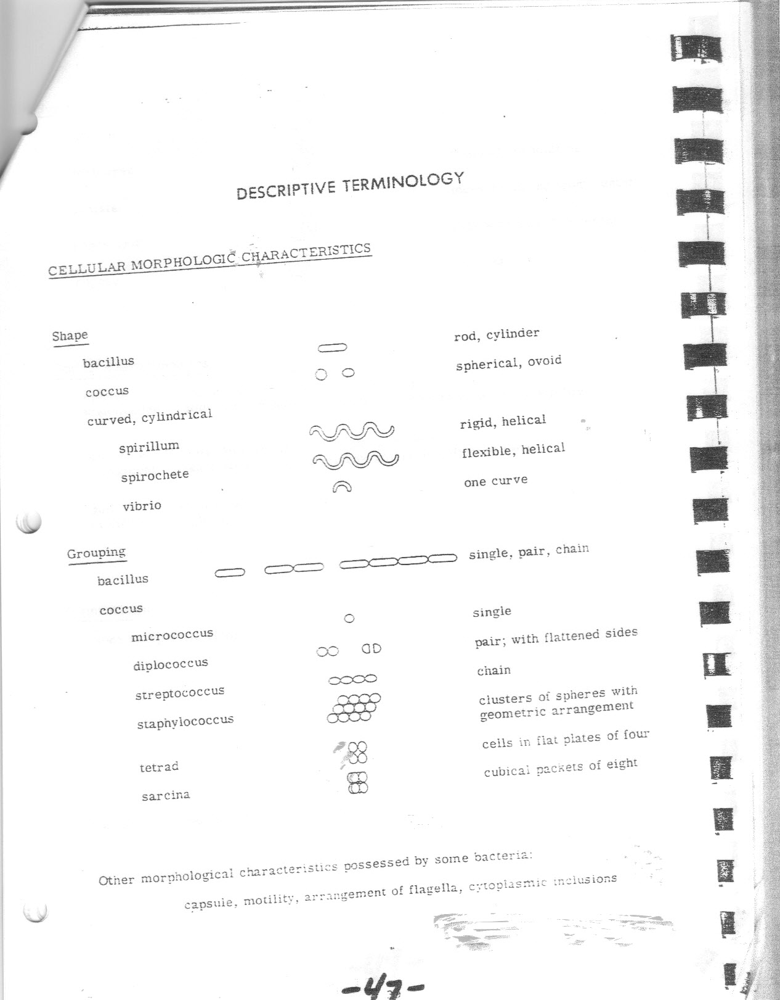 DESCRIPTIVE TERMINOLOGY
CELLULAR MORPHOLOGIC CHARACTERISTICS
Shape
bacillus rod, cylinder
coccus spherical, ovoid
curved, cylindrical
spirillum rigid, helical
spirochete flexible, helical
vibrio one curve
Grouping
bacillus single, pair, chain
coccus
micrococcus single
diplococcus pair; with flattened sides
streptococcus chain
staphylococcus clusters of spheres with
geometric arrangement
tetrad cells in flat plates of four
sarcina cubical packets of eight
Other morphological characteristics possessed by some bacteria:
capsule, motility, arrangement of flagella, cytoplasmic inclusions
-47-